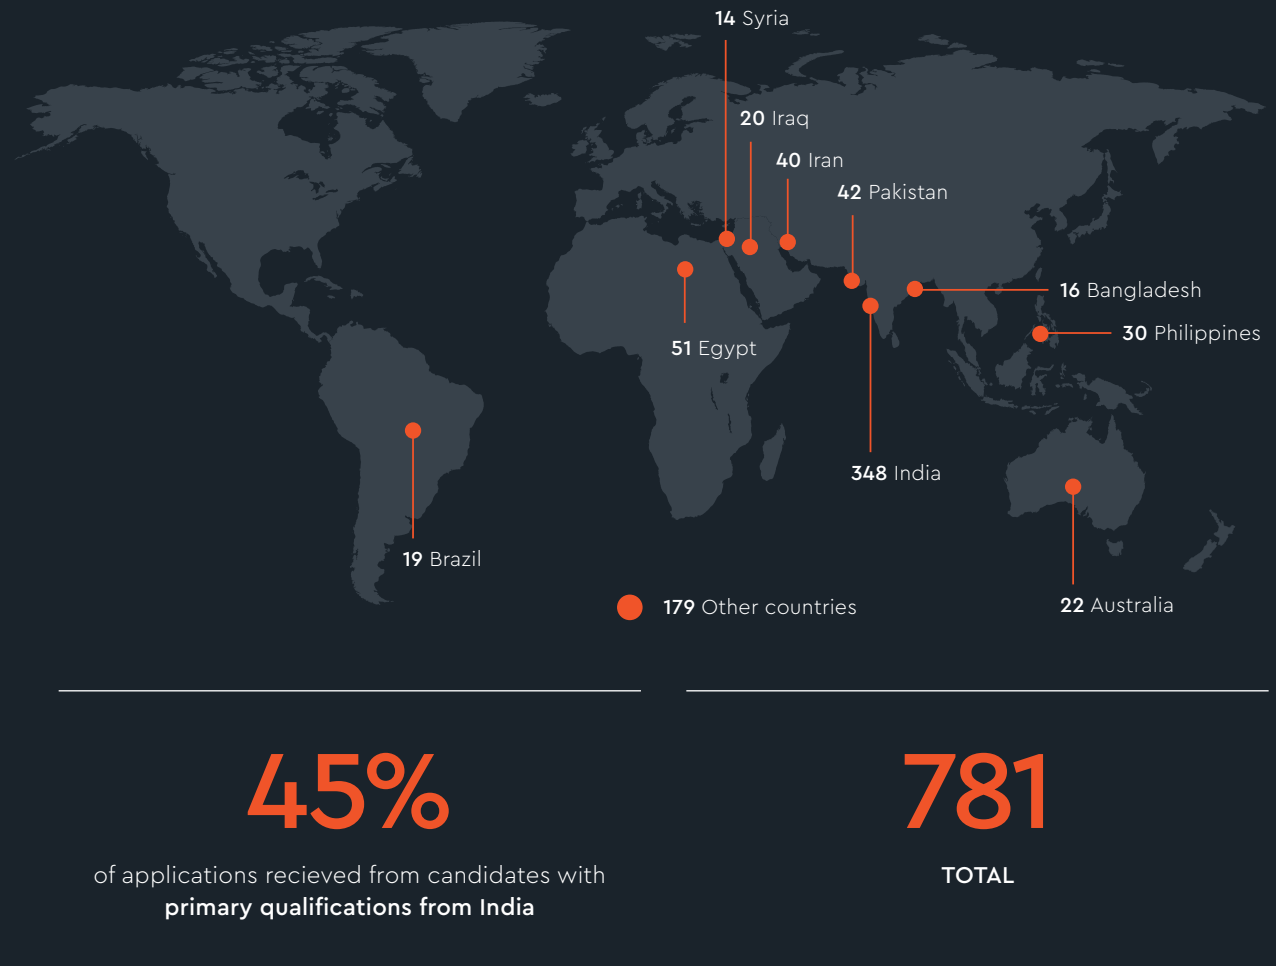 14 Syria
20 Iraq
40 Iran
42 Pakistan
16 Bangladesh
30 Philippines
51 Egypt
348 India
19 Brazil
22 Australia
179 Other countries
45%
of applications recieved from candidates with
primary qualifications from India
781
TOTAL